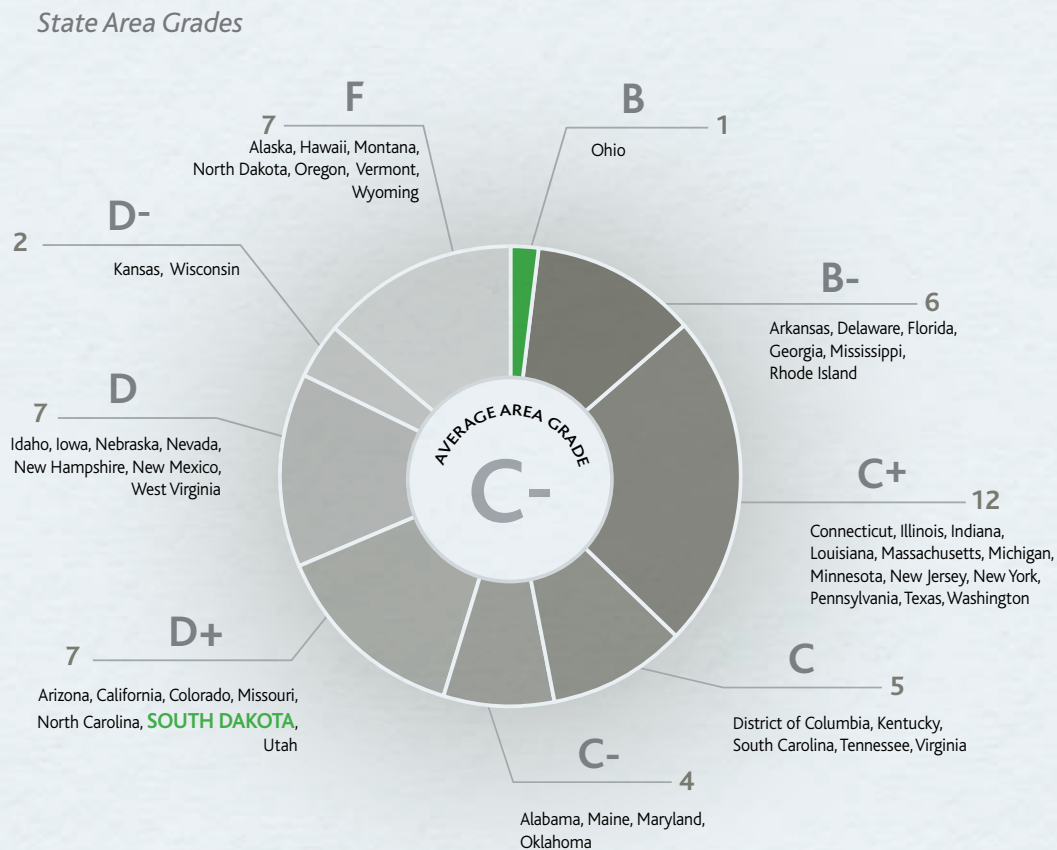 State Area Grades
F
7
Alaska, Hawaii, Montana,
North Dakota, Oregon, Vermont,
Wyoming
B
1
Ohio
D-
2
Kansas, Wisconsin
B-
6
Arkansas, Delaware, Florida,
Georgia, Mississippi,
Rhode Island
D
7
Idaho, Iowa, Nebraska, Nevada,
New Hampshire, New Mexico,
West Virginia
AVERAGE AREA GRADE
C-
C+
12
Connecticut, Illinois, Indiana,
Louisiana, Massachusetts, Michigan,
Minnesota, New Jersey, New York,
Pennsylvania, Texas, Washington
D+
7
Arizona, California, Colorado, Missouri,
North Carolina, SOUTH DAKOTA,
Utah
C
5
District of Columbia, Kentucky,
South Carolina, Tennessee, Virginia
C-
4
Alabama, Maine, Maryland,
Oklahoma